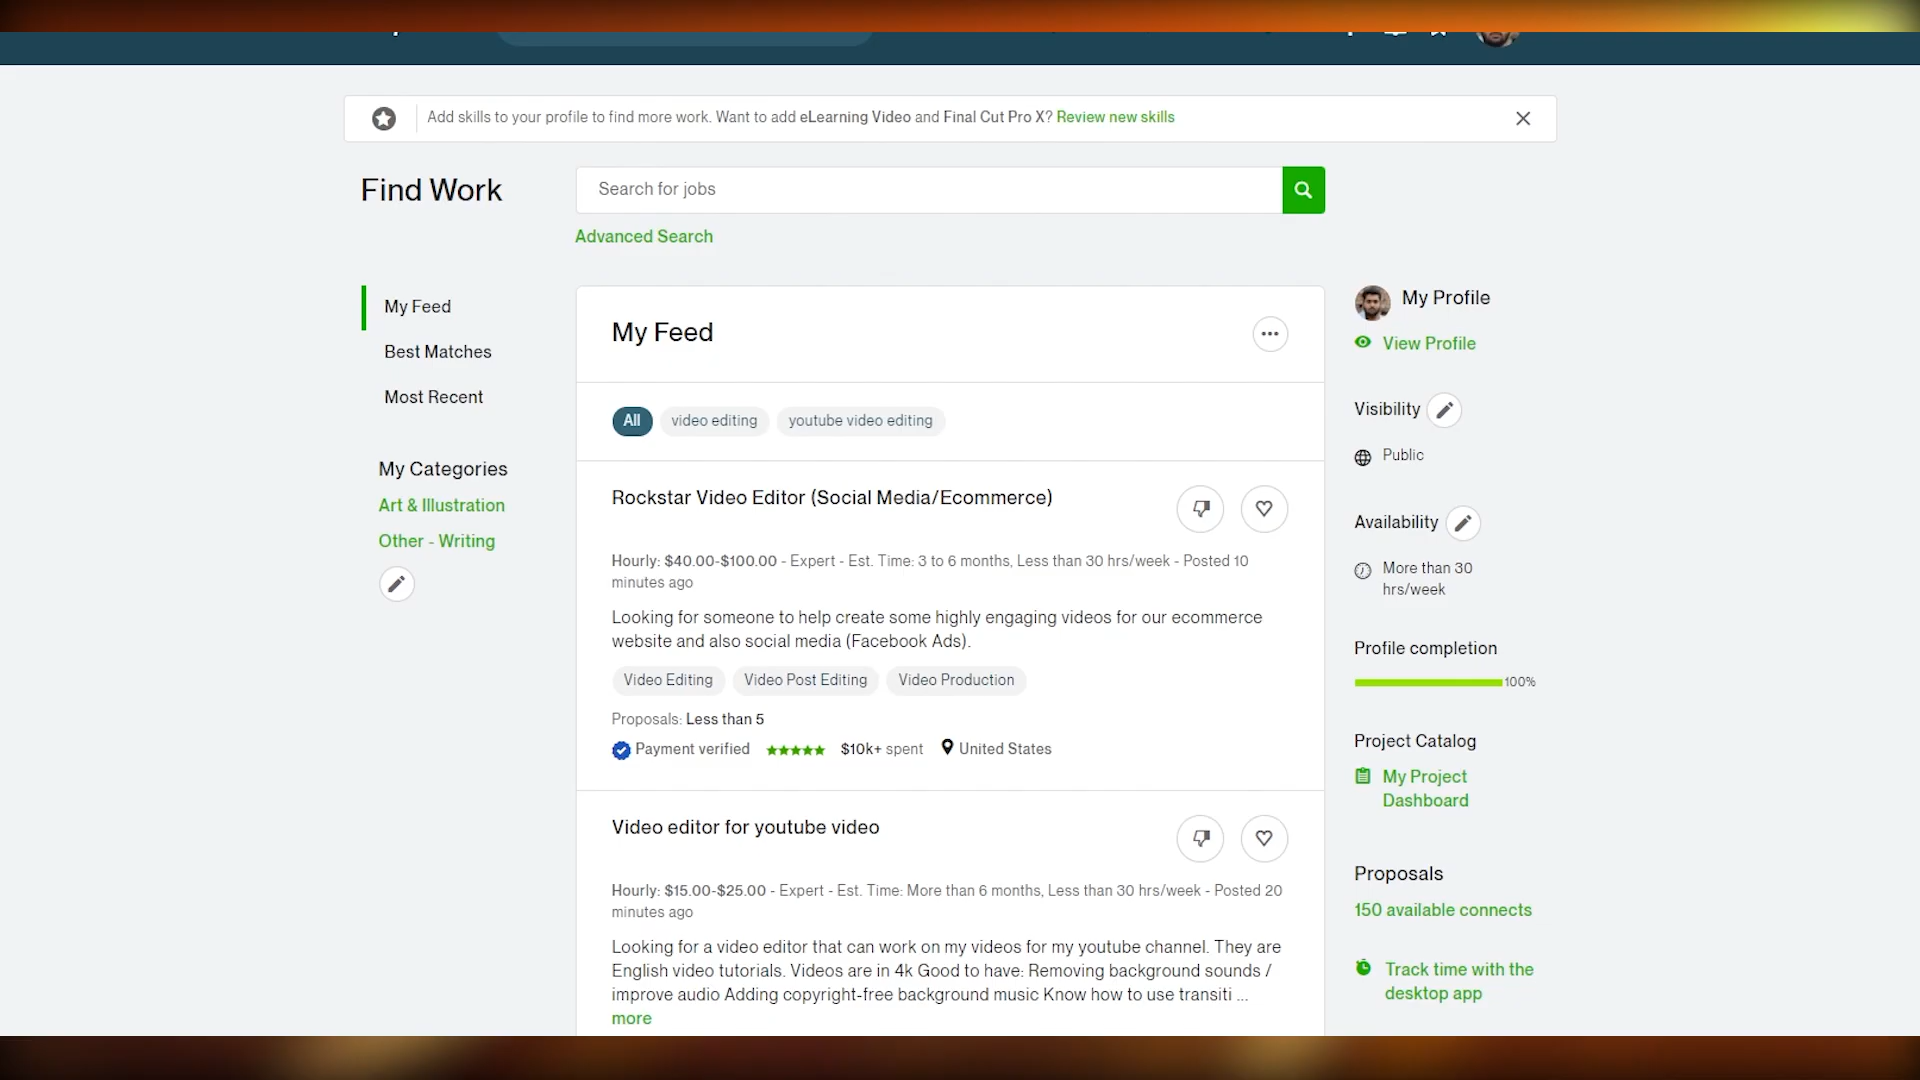 Add skills to your profile to find more work. Want to add eLearning Video and Final Cut Pro X? Review new skills
Find Work
Search for jobs
Advanced Search
My Feed
Best Matches
Most Recent
My Categories
Art & Illustration
Other - Writing
My Feed
All
video editing
youtube video editing
Rockstar Video Editor (Social Media/Ecommerce)
Hourly: $40.00-$100.00 - Expert - Est. Time: 3 to 6 months, Less than 30 hrs/week - Posted 10
minutes ago
Looking for someone to help create some highly engaging videos for our ecommerce
website and also social media (Facebook Ads).
Video Editing
Video Post Editing
Video Production
Proposals: Less than 5
Payment verified
$10k+ spent
United States
Video editor for youtube video
Hourly: $15.00-$25.00 - Expert - Est. Time: More than 6 months, Less than 30 hrs/week - Posted 20
minutes ago
Looking for a video editor that can work on my videos for my youtube channel. They are
English video tutorials. Videos are in 4k Good to have: Removing background sounds /
improve audio Adding copyright-free background music Know how to use transiti ...
more
My Profile
View Profile
Visibility
Public
Availability
More than 30
hrs/week
Profile completion
100%
Project Catalog
My Project
Dashboard
Proposals
150 available connects
Track time with the
desktop app